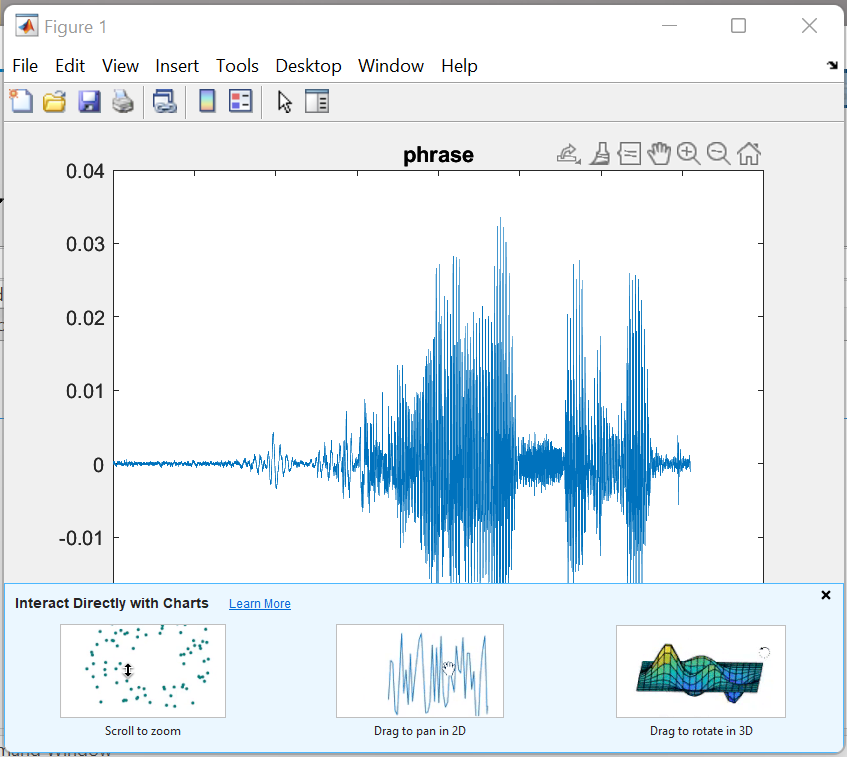 Figure 1
File Edit View Insert Tools Desktop Window Help
phrase
0.04
0.03
0.02
0.01
0
-0.01
Interact Directly with Charts Learn More
Scroll to zoom Drag to pan in 2D Drag to rotate in 3D